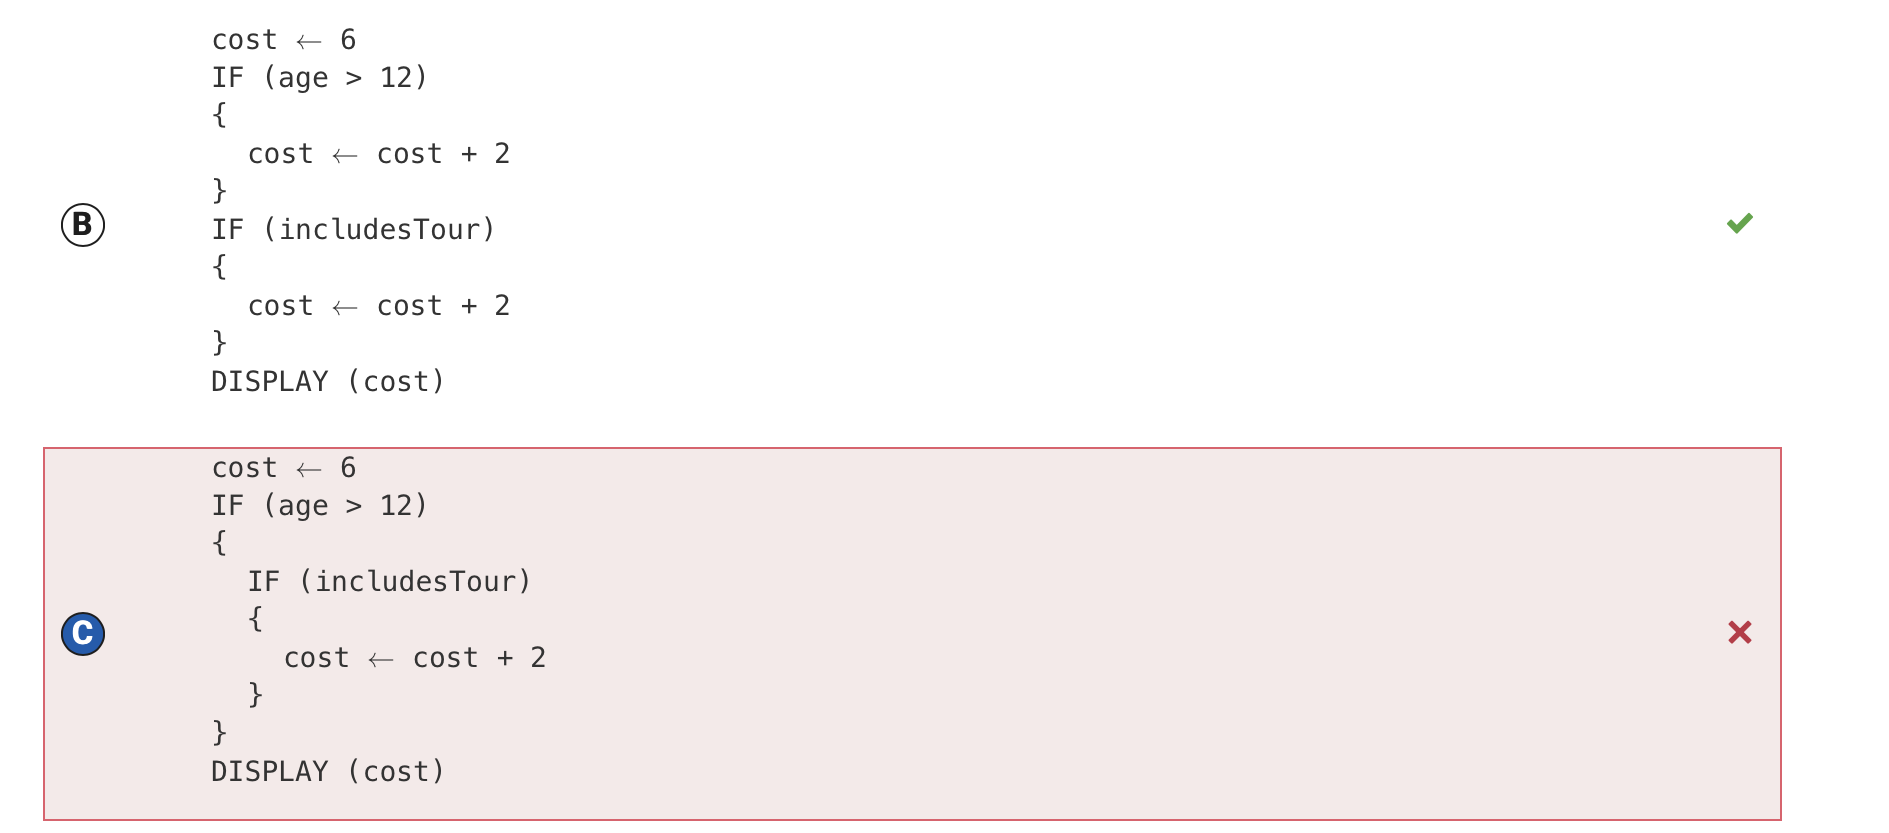 cost ← 6
IF (age > 12)
{
cost ← cost + 2
}
B
IF (includesTour)
{
cost ← cost + 2
}
DISPLAY (cost)
cost ← 6
IF (age > 12)
{
IF (includesTour)
{
C
cost ← cost + 2
}
}
DISPLAY (cost)